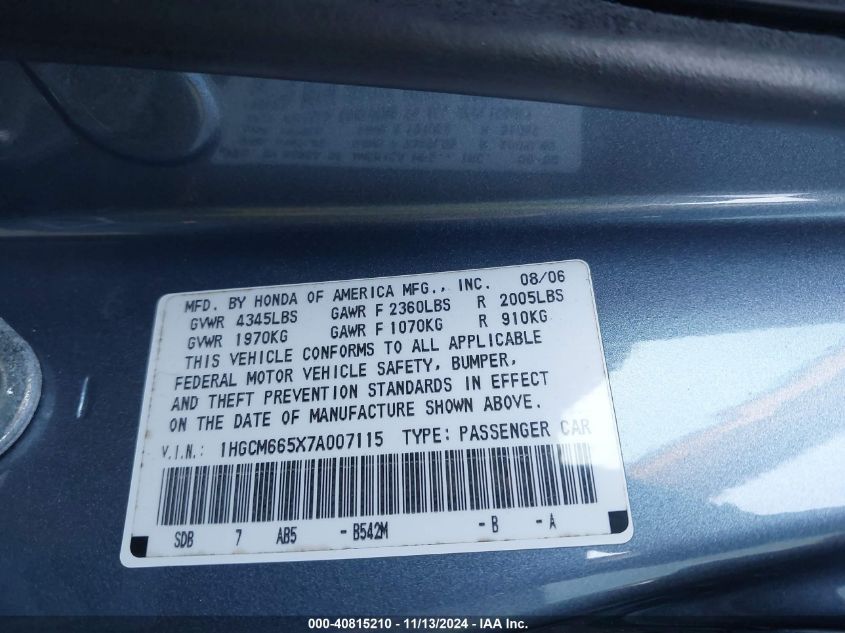 MFD. BY HONDA OF AMERICA MFG., INC. 08/06
GVWR 4345LBS GAWR F 2360LBS R 2005LBS
GVWR 1970KG GAWR F 1070KG R 910KG
THIS VEHICLE CONFORMS TO ALL APPLICABLE
FEDERAL MOTOR VEHICLE SAFETY, BUMPER,
AND THEFT PREVENTION STANDARDS IN EFFECT
ON THE DATE OF MANUFACTURE SHOWN ABOVE.
V.I.N.: 1HGCM665X7A007115 TYPE: PASSENGER CAR
SDB 7 AB5 - B542M - B - A
000-40815210 - 11/13/2024 - IAA Inc.